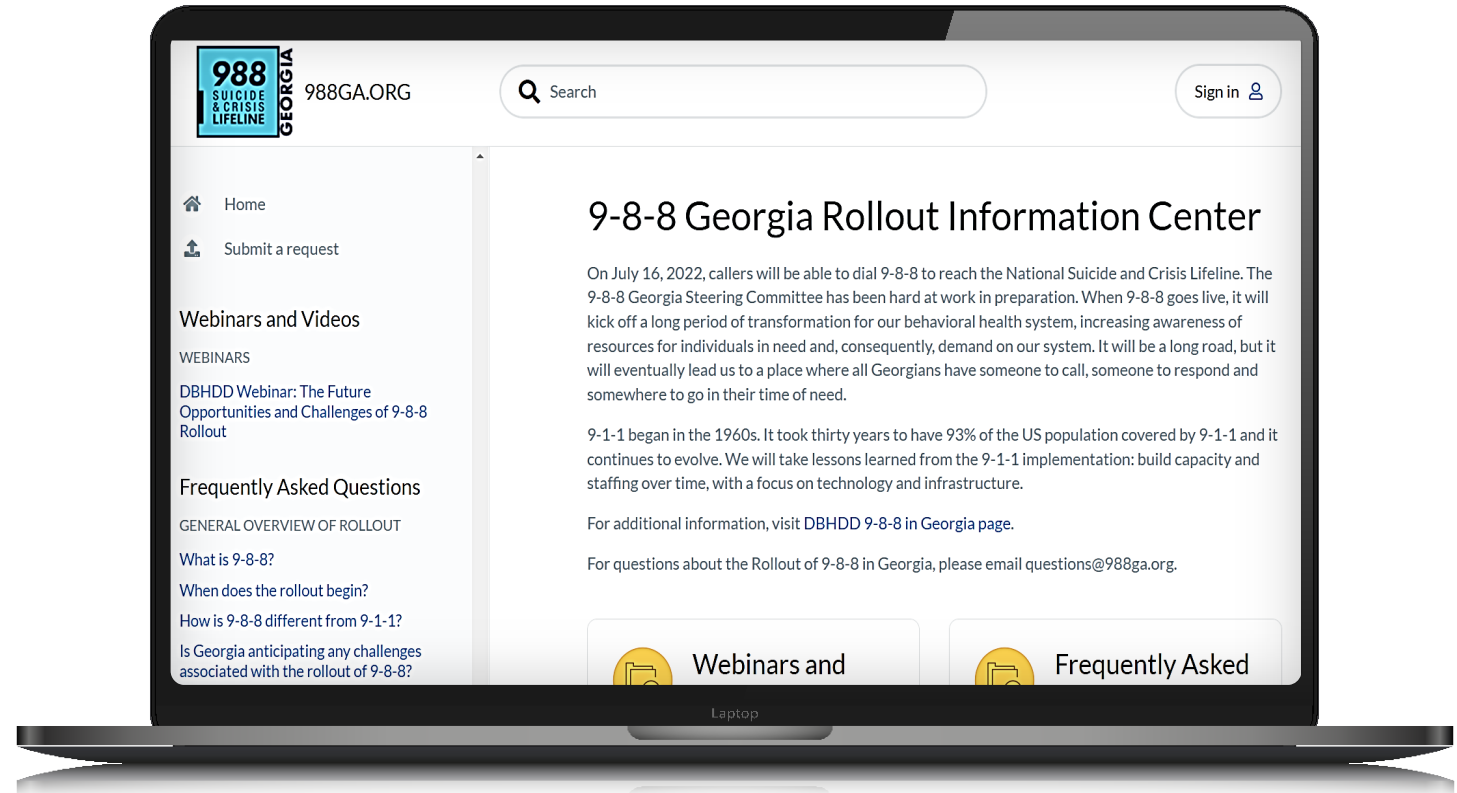 988
SUICIDE
& CRISIS
LIFELINE
GEORGIA
988GA.ORG
Search
Sign in
Home
Submit a request
Webinars and Videos
WEBINARS
DBHDD Webinar: The Future
Opportunities and Challenges of 9-8-8
Rollout
Frequently Asked Questions
GENERAL OVERVIEW OF ROLLOUT
What is 9-8-8?
When does the rollout begin?
How is 9-8-8 different from 9-1-1?
Is Georgia anticipating any challenges
associated with the rollout of 9-8-8?
9-8-8 Georgia Rollout Information Center
On July 16, 2022, callers will be able to dial 9-8-8 to reach the National Suicide and Crisis Lifeline. The
9-8-8 Georgia Steering Committee has been hard at work in preparation. When 9-8-8 goes live, it will
kick off a long period of transformation for our behavioral health system, increasing awareness of
resources for individuals in need and, consequently, demand on our system. It will be a long road, but it
will eventually lead us to a place where all Georgians have someone to call, someone to respond and
somewhere to go in their time of need.
9-1-1 began in the 1960s. It took thirty years to have 93% of the US population covered by 9-1-1 and it
continues to evolve. We will take lessons learned from the 9-1-1 implementation: build capacity and
staffing over time, with a focus on technology and infrastructure.
For additional information, visit DBHDD 9-8-8 in Georgia page.
For questions about the Rollout of 9-8-8 in Georgia, please email questions@988ga.org.
Webinars and
Frequently Asked
Laptop